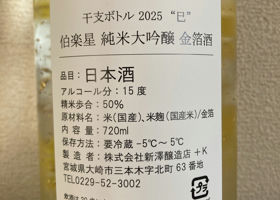 干支ボトル 2025 “巳”
伯楽星 純米大吟醸 金箔酒
品目：日本酒
アルコール分：15度
精米歩合：50%
原材料：米(国産)、米麹(国産米)/金箔
内容量：720ml
保存方法：要冷蔵 -5℃～ 5℃
製造者：株式会社新澤醸造店 +K
宮城県大崎市三本木字北町 63 番地
TEL.0229-52-3002